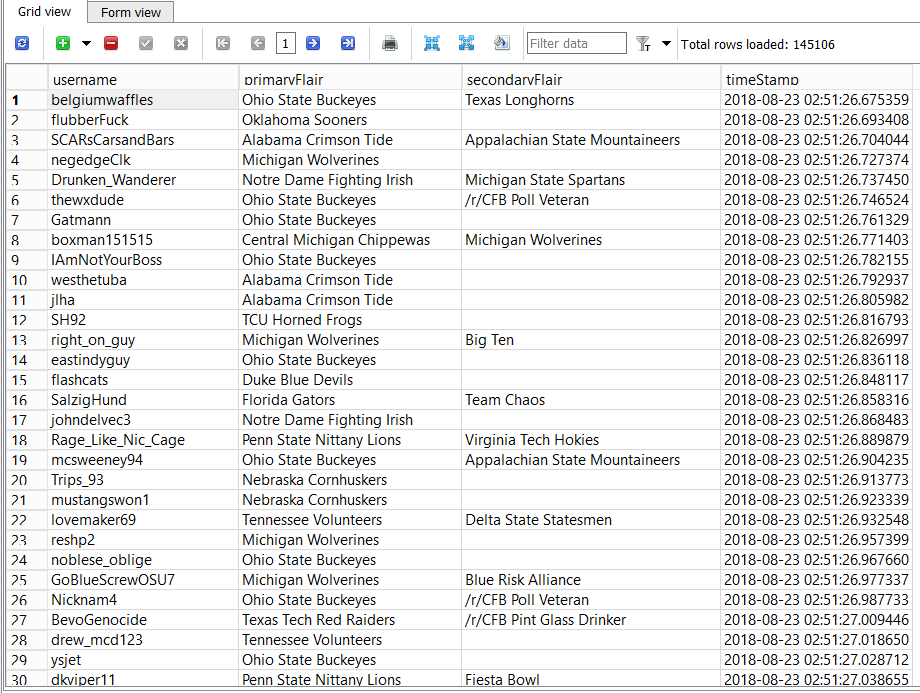 Grid view Form view
1 Filter data Total rows loaded: 145106
username primaryFlair secondaryFlair timeStamp
1 belgiumwaffles Ohio State Buckeyes Texas Longhorns 2018-08-23 02:51:26.675359
2 flubberFuck Oklahoma Sooners 2018-08-23 02:51:26.693408
3 SCARsCarsandBars Alabama Crimson Tide Appalachian State Mountaineers 2018-08-23 02:51:26.704044
4 negedgeClk Michigan Wolverines 2018-08-23 02:51:26.727374
5 Drunken_Wanderer Notre Dame Fighting Irish Michigan State Spartans 2018-08-23 02:51:26.737450
6 thewxdude Ohio State Buckeyes /r/CFB Poll Veteran 2018-08-23 02:51:26.746524
7 Gatmann Ohio State Buckeyes 2018-08-23 02:51:26.761329
8 boxman151515 Central Michigan Chippewas Michigan Wolverines 2018-08-23 02:51:26.771403
9 IAmNotYourBoss Ohio State Buckeyes 2018-08-23 02:51:26.782155
10 westhetuba Alabama Crimson Tide 2018-08-23 02:51:26.792937
11 jlha Alabama Crimson Tide 2018-08-23 02:51:26.805982
12 SH92 TCU Horned Frogs 2018-08-23 02:51:26.816793
13 right_on_guy Michigan Wolverines Big Ten 2018-08-23 02:51:26.826997
14 eastindyguy Ohio State Buckeyes 2018-08-23 02:51:26.836118
15 flashcats Duke Blue Devils 2018-08-23 02:51:26.848117
16 SalzigHund Florida Gators Team Chaos 2018-08-23 02:51:26.858316
17 johndelvec3 Notre Dame Fighting Irish 2018-08-23 02:51:26.868483
18 Rage_Like_Nic_Cage Penn State Nittany Lions Virginia Tech Hokies 2018-08-23 02:51:26.889879
19 mcsweeney94 Ohio State Buckeyes Appalachian State Mountaineers 2018-08-23 02:51:26.904235
20 Trips_93 Nebraska Cornhuskers 2018-08-23 02:51:26.913773
21 mustangswon1 Nebraska Cornhuskers 2018-08-23 02:51:26.923339
22 lovemaker69 Tennessee Volunteers Delta State Statesmen 2018-08-23 02:51:26.932548
23 reshp2 Michigan Wolverines 2018-08-23 02:51:26.957399
24 noblese_oblige Ohio State Buckeyes 2018-08-23 02:51:26.967660
25 GoBlueScrewOSU7 Michigan Wolverines Blue Risk Alliance 2018-08-23 02:51:26.977337
26 Nicknam4 Ohio State Buckeyes /r/CFB Poll Veteran 2018-08-23 02:51:26.987733
27 BevoGenocide Texas Tech Red Raiders /r/CFB Pint Glass Drinker 2018-08-23 02:51:27.009446
28 drew_mcd123 Tennessee Volunteers 2018-08-23 02:51:27.018650
29 ysjet Ohio State Buckeyes 2018-08-23 02:51:27.028712
30 dkviper11 Penn State Nittany Lions Fiesta Bowl 2018-08-23 02:51:27.038655